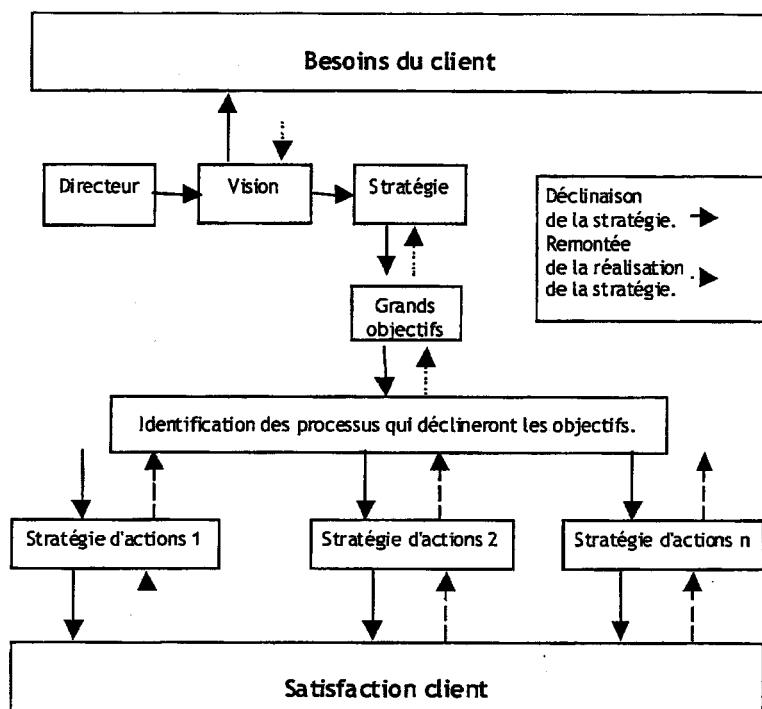 Besoins du client
Directeur
Vision
Stratégie
Déclinaison
de la stratégie.
Remontée
de la réalisation
de la stratégie.
Grands
objectifs
Identification des processus qui déclineront les objectifs.
Stratégie d'actions 1
Stratégie d'actions 2
Stratégie d'actions n
Satisfaction client